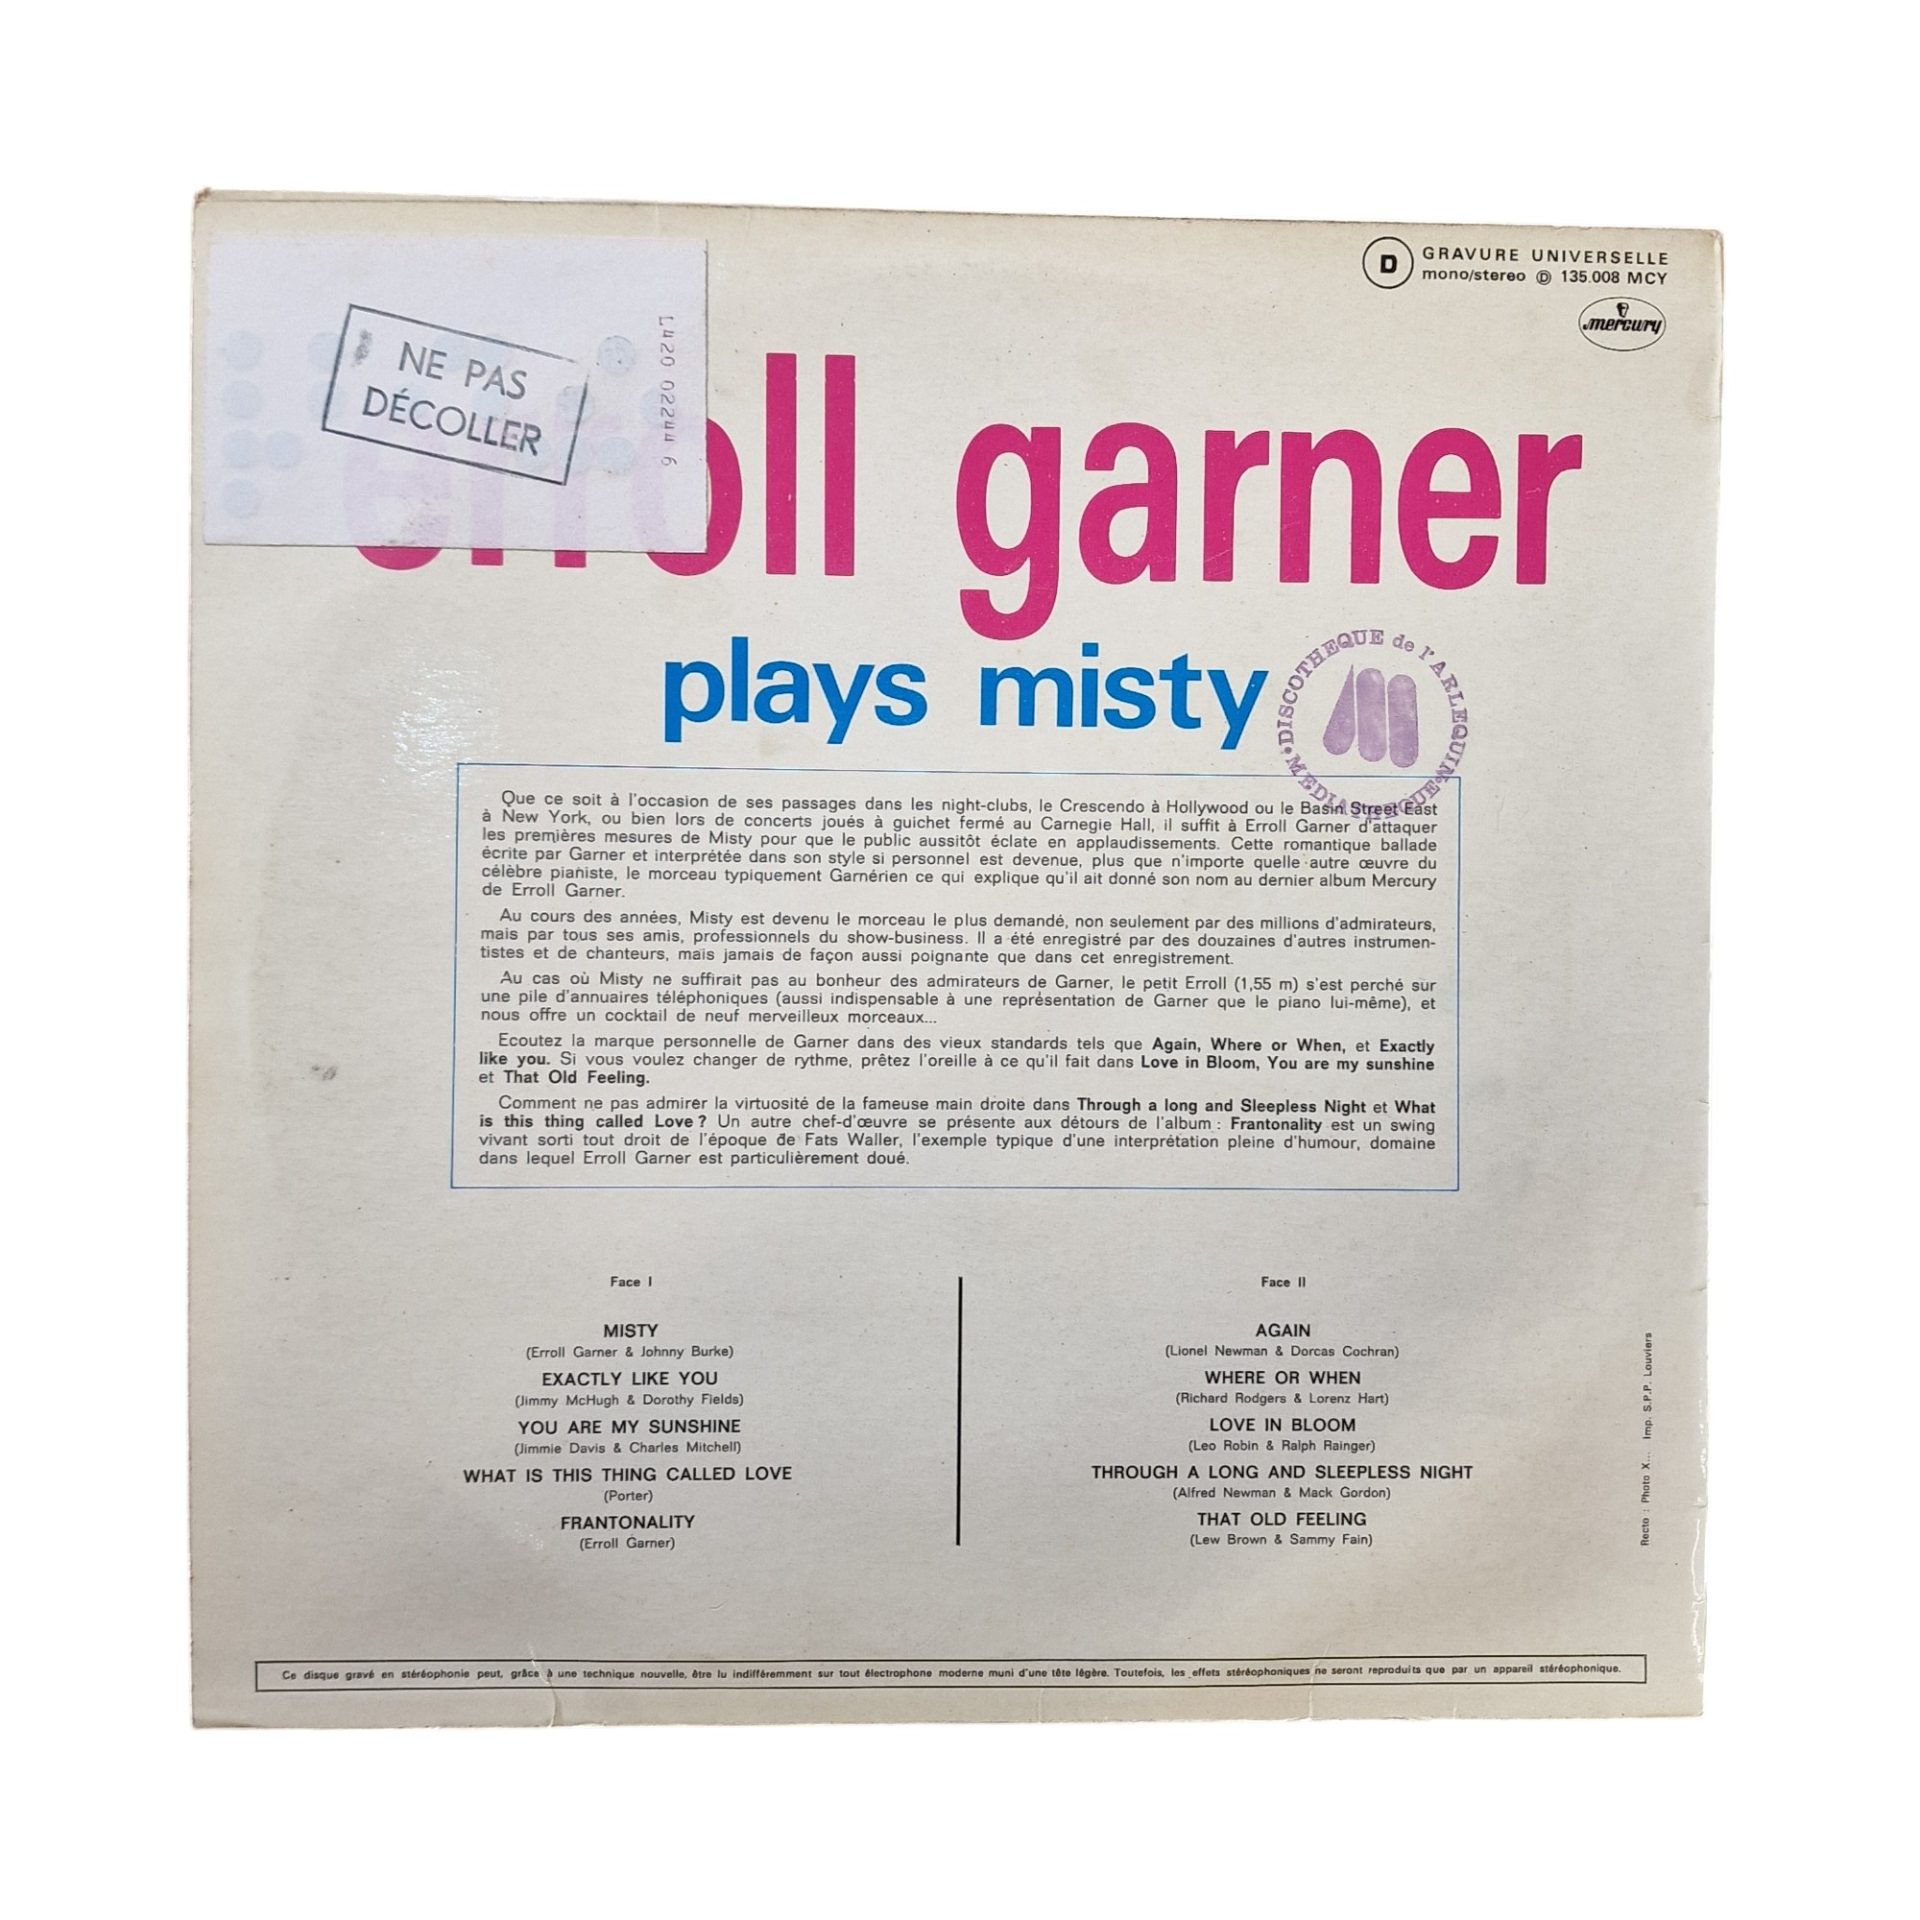 D GRAVURE UNIVERSELLE
mono/stereo Ⓓ 135.008 MCY
mercury
NE PAS
DÉCOLLER
L420 02244 6
erroll garner
plays misty
DISCOTHEQUE de l'ARLEQUIN • MEDIATHEQUE •
Que ce soit à l'occasion de ses passages dans les night-clubs, le Crescendo à Hollywood ou le Basin Street East
à New York, ou bien lors de concerts joués à guichet fermé au Carnegie Hall, il suffit à Erroll Garner d'attaquer
les premières mesures de Misty pour que le public aussitôt éclate en applaudissements. Cette romantique ballade
écrite par Garner et interprétée dans son style si personnel est devenue, plus que n'importe quelle autre œuvre du
célèbre pianiste, le morceau typiquement Garnérien ce qui explique qu'il ait donné son nom au dernier album Mercury
de Erroll Garner.
Au cours des années, Misty est devenu le morceau le plus demandé, non seulement par des millions d'admirateurs,
mais par tous ses amis, professionnels du show-business. Il a été enregistré par des douzaines d'autres instrumen-
tistes et de chanteurs, mais jamais de façon aussi poignante que dans cet enregistrement.
Au cas où Misty ne suffirait pas au bonheur des admirateurs de Garner, le petit Erroll (1,55 m) s'est perché sur
une pile d'annuaires téléphoniques (aussi indispensable à une représentation de Garner que le piano lui-même), et
nous offre un cocktail de neuf merveilleux morceaux...
Ecoutez la marque personnelle de Garner dans des vieux standards tels que Again, Where or When, et Exactly
like you. Si vous voulez changer de rythme, prêtez l'oreille à ce qu'il fait dans Love in Bloom, You are my sunshine
et That Old Feeling.
Comment ne pas admirer la virtuosité de la fameuse main droite dans Through a long and Sleepless Night et What
is this thing called Love ? Un autre chef-d'œuvre se présente aux détours de l'album : Frantonality est un swing
vivant sorti tout droit de l'époque de Fats Waller, l'exemple typique d'une interprétation pleine d'humour, domaine
dans lequel Erroll Garner est particulièrement doué.
Face I
MISTY
(Erroll Garner & Johnny Burke)
EXACTLY LIKE YOU
(Jimmy McHugh & Dorothy Fields)
YOU ARE MY SUNSHINE
(Jimmie Davis & Charles Mitchell)
WHAT IS THIS THING CALLED LOVE
(Porter)
FRANTONALITY
(Erroll Garner)
Face II
AGAIN
(Lionel Newman & Dorcas Cochran)
WHERE OR WHEN
(Richard Rodgers & Lorenz Hart)
LOVE IN BLOOM
(Leo Robin & Ralph Rainger)
THROUGH A LONG AND SLEEPLESS NIGHT
(Alfred Newman & Mack Gordon)
THAT OLD FEELING
(Lew Brown & Sammy Fain)
Recto : Photo X... Imp. S.P.P. Louviers
Ce disque gravé en stéréophonie peut, grâce à une technique nouvelle, être lu indifféremment sur tout électrophone moderne muni d'une tête légère. Toutefois, les effets stéréophoniques ne seront reproduits que par un appareil stéréophonique.